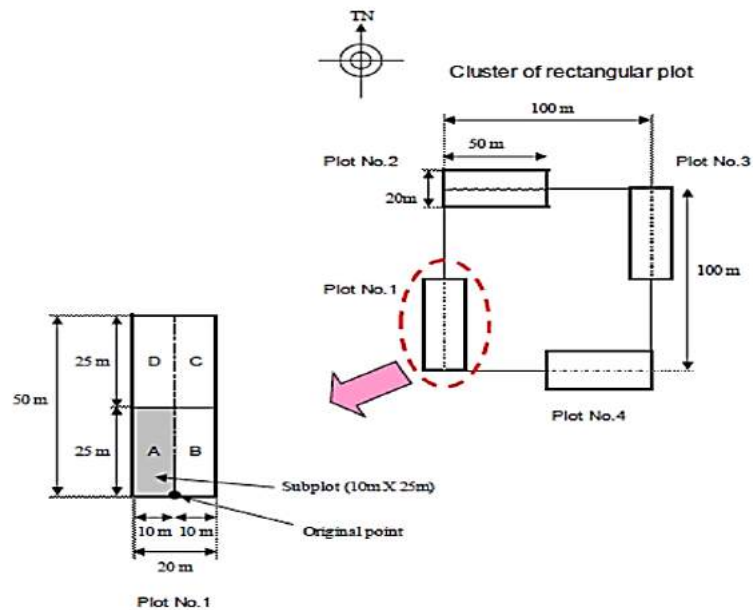 TN
Cluster of rectangular plot
100 m
Plot No.2
50 m
Plot No.3
20m
Plot No.1
100 m
25 m
D
C
50 m
25 m
A
B
Plot No.4
Subplot (10m X 25m)
10 m
10 m
Original point
20 m
Plot No.1